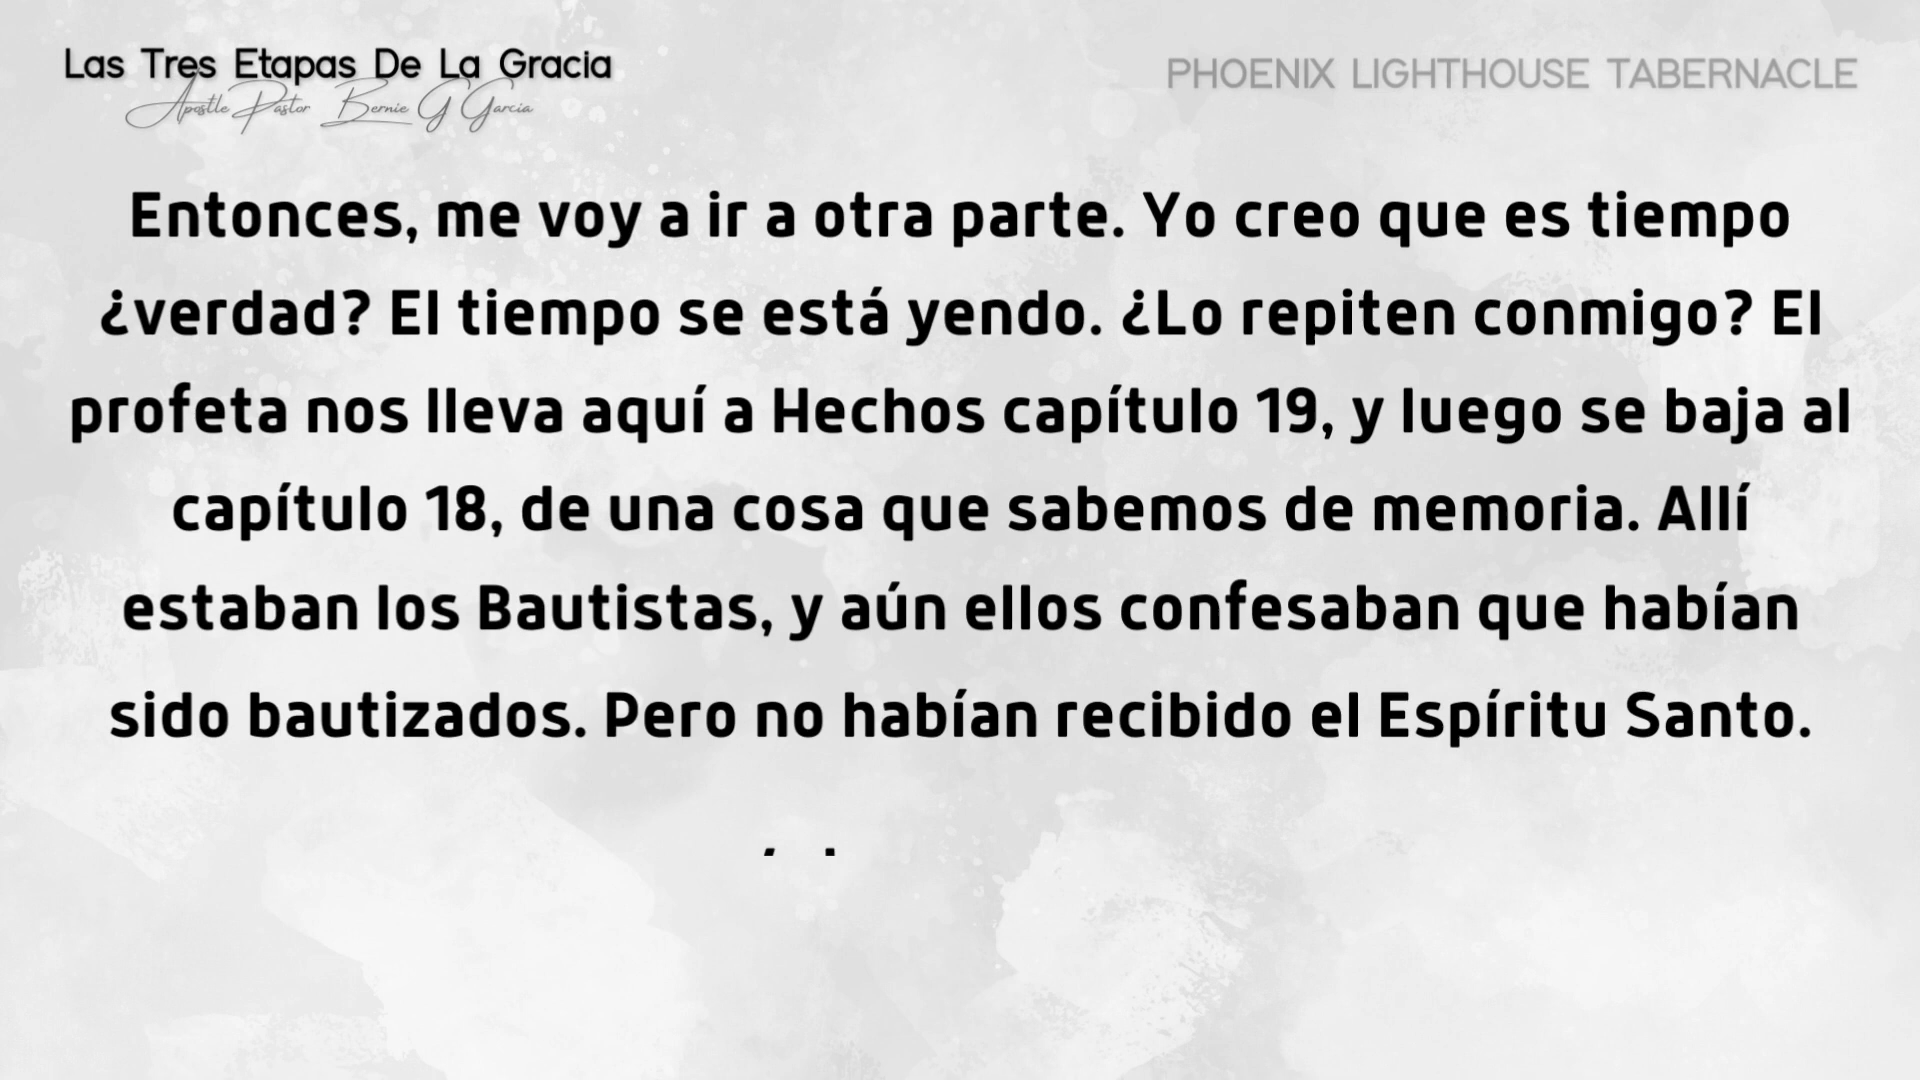 Las Tres Etapas De La Gracia
Apostle Pastor Bernie G Garcia
PHOENIX LIGHTHOUSE TABERNACLE
Entonces, me voy a ir a otra parte. Yo creo que es tiempo
¿verdad? El tiempo se está yendo. ¿Lo repiten conmigo? El
profeta nos lleva aquí a Hechos capítulo 19, y luego se baja al
capítulo 18, de una cosa que sabemos de memoria. Allí
estaban los Bautistas, y aún ellos confesaban que habían
sido bautizados. Pero no habían recibido el Espíritu Santo.